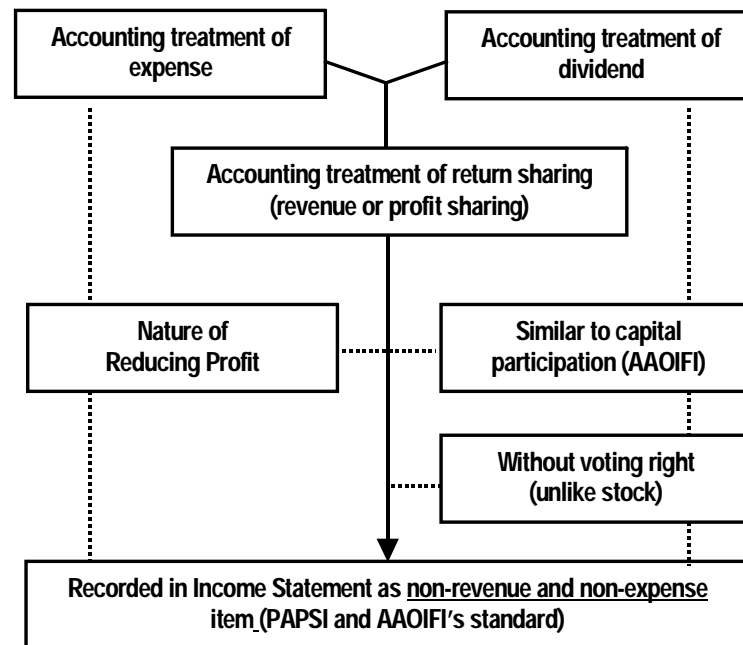 Accounting treatment of
expense
Accounting treatment of
dividend
Accounting treatment of return sharing
(revenue or profit sharing)
Nature of
Reducing Profit
Similar to capital
participation (AAOIFI)
Without voting right
(unlike stock)
Recorded in Income Statement as non-revenue and non-expense
item (PAPSI and AAOIFI's standard)